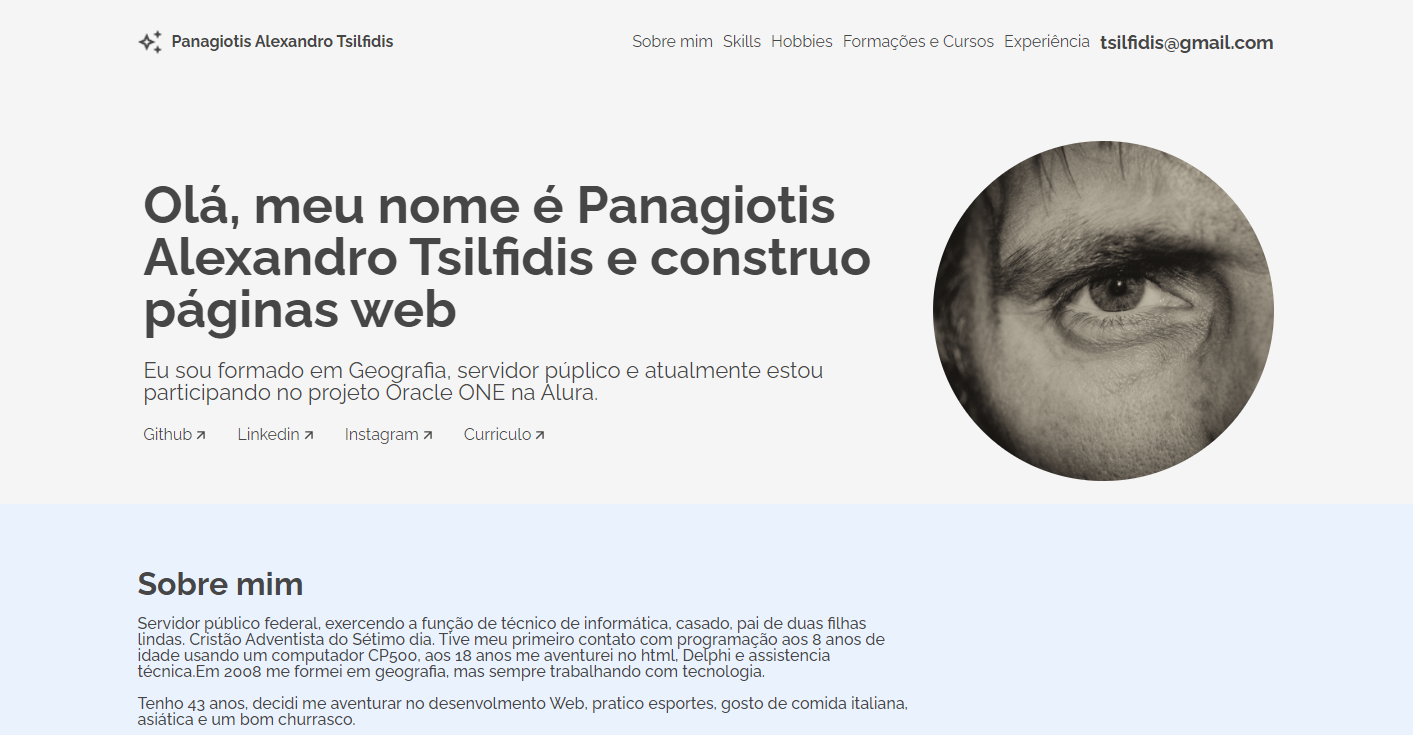 Panagiotis Alexandro Tsilfidis
Sobre mim Skills Hobbies Formações e Cursos Experiência tsilfidis@gmail.com
Olá, meu nome é Panagiotis
Alexandro Tsilfidis e construo
páginas web
Eu sou formado em Geografia, servidor púplico e atualmente estou
participando no projeto Oracle ONE na Alura.
Github Linkedin Instagram Curriculo
Sobre mim
Servidor público federal, exercendo a função de técnico de informática, casado, pai de duas filhas
lindas. Cristão Adventista do Sétimo dia. Tive meu primeiro contato com programação aos 8 anos de
idade usando um computador CP500, aos 18 anos me aventurei no html, Delphi e assistencia
técnica.Em 2008 me formei em geografia, mas sempre trabalhando com tecnologia.
Tenho 43 anos, decidi me aventurar no desenvolmento Web, pratico esportes, gosto de comida italiana,
asiática e um bom churrasco.